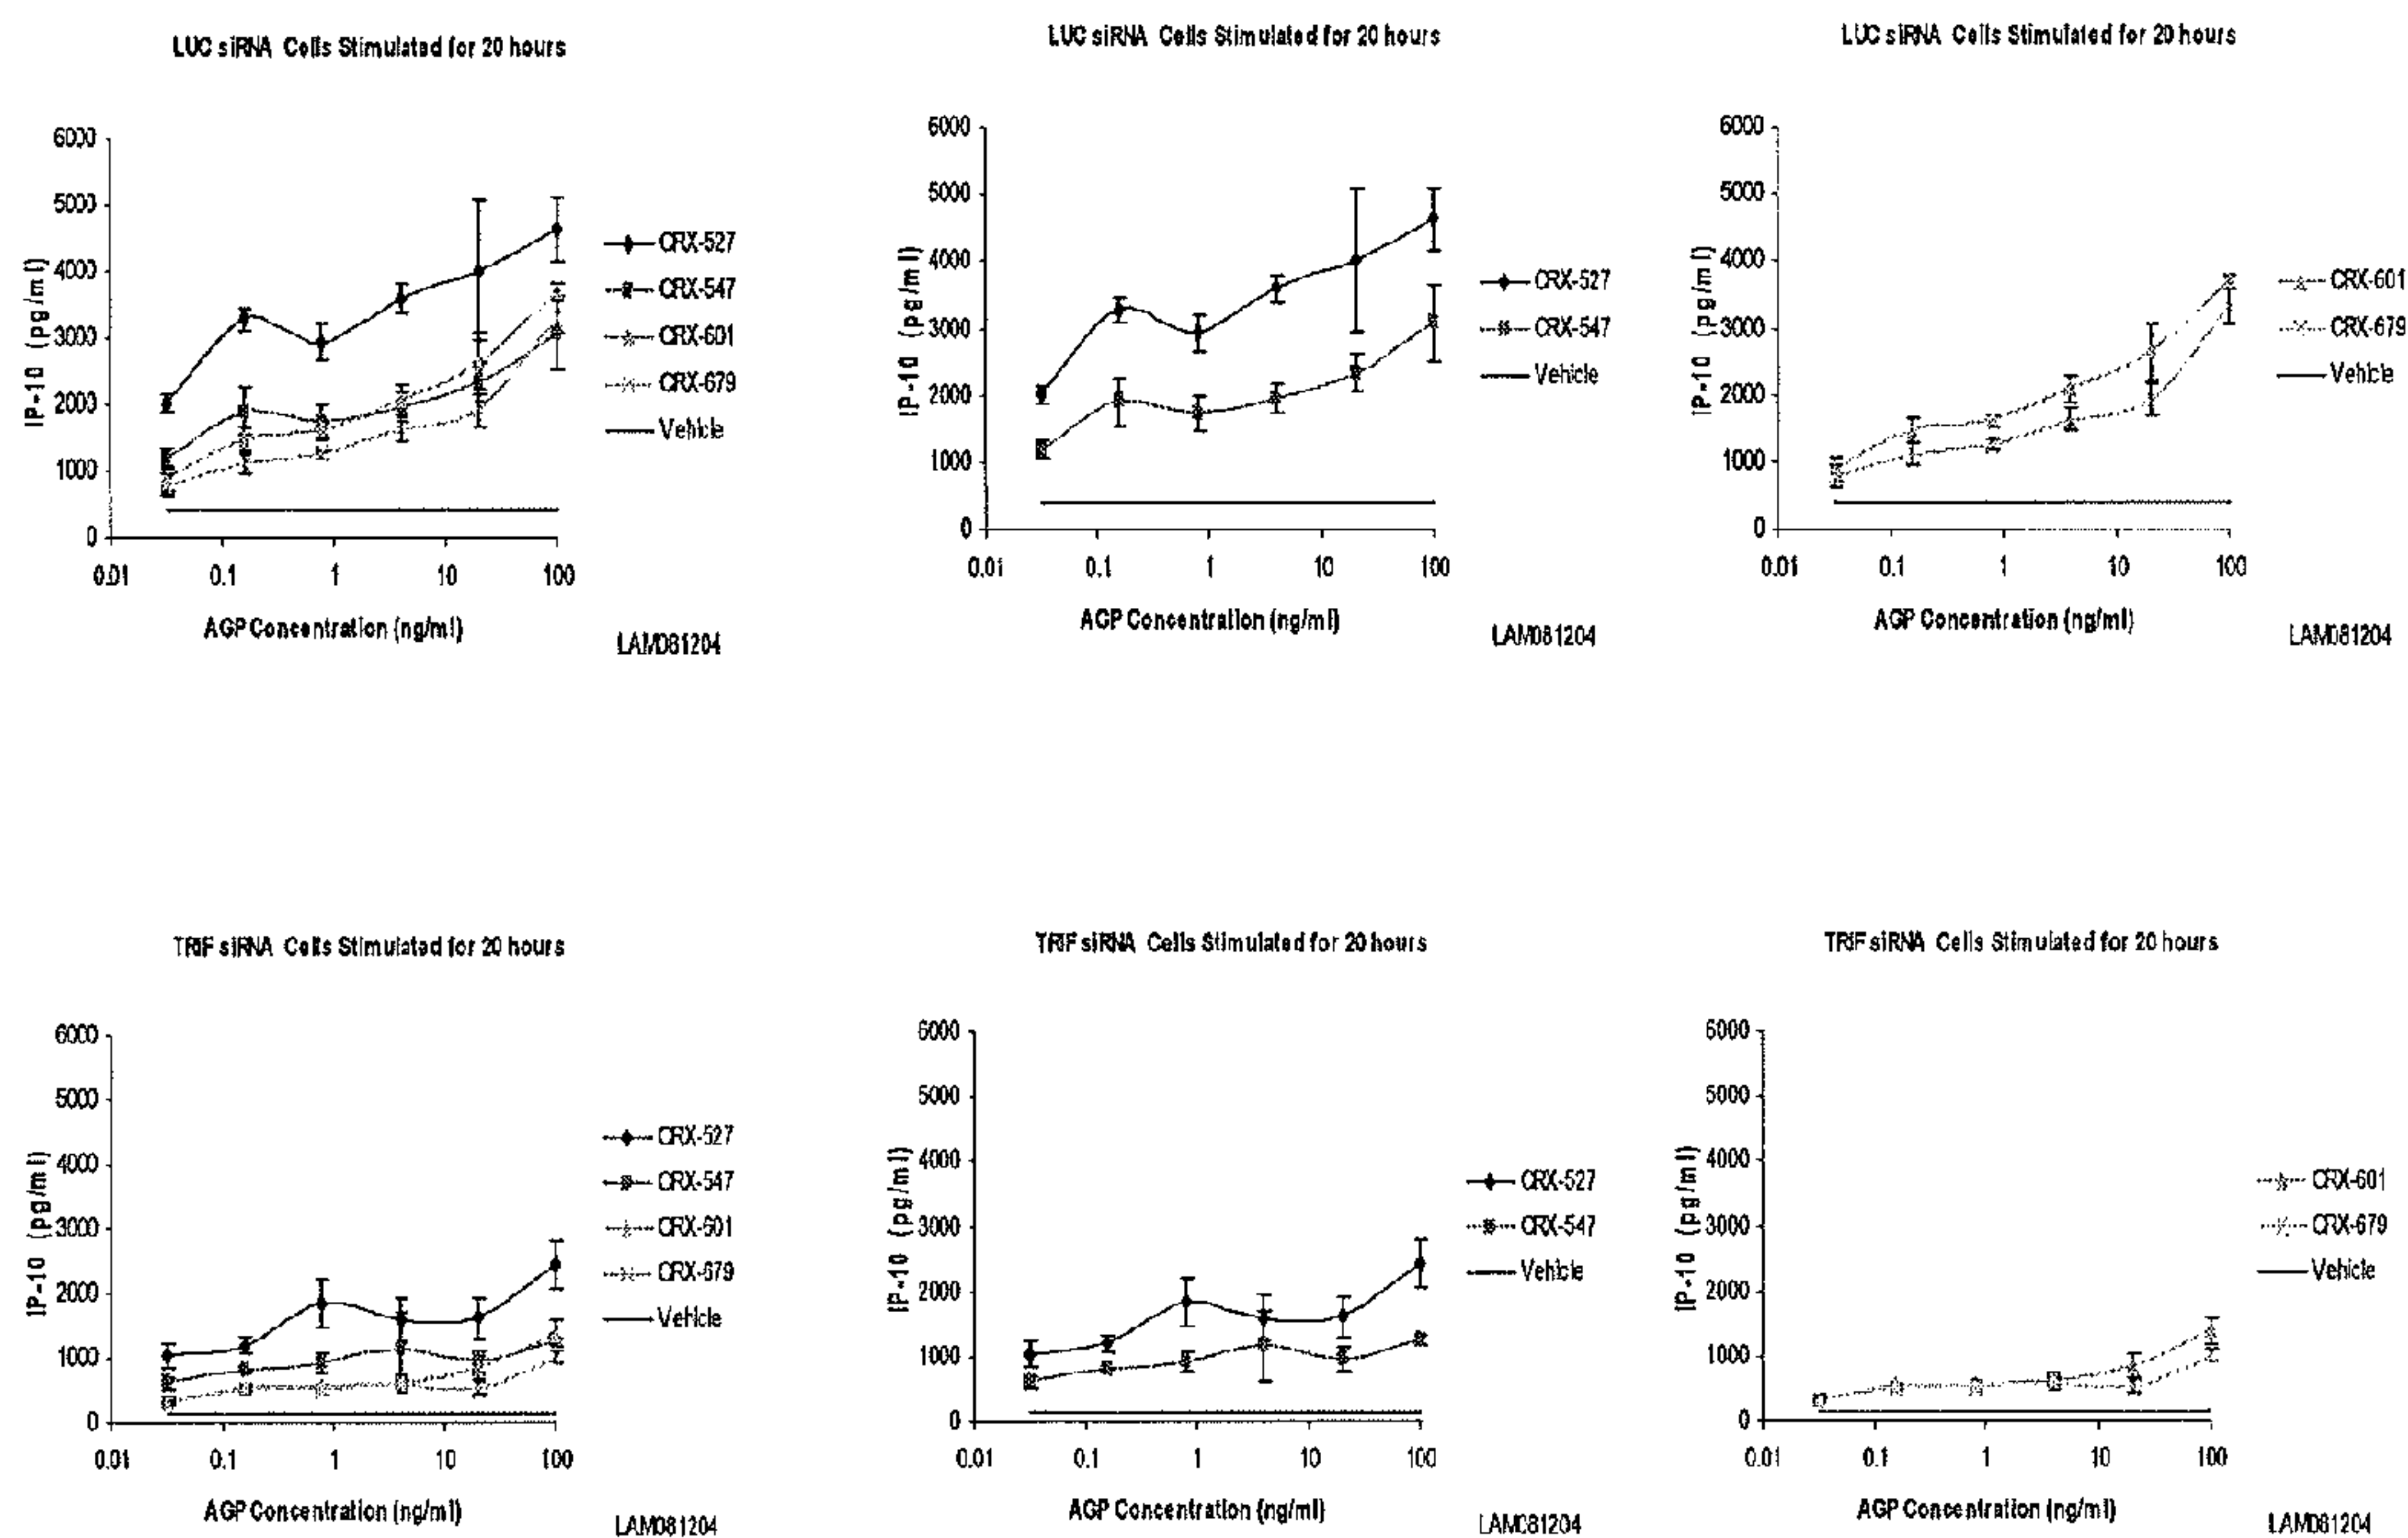 LUC siRNA Cells Stimulated for 20 hours
6000
5000
4000
3000
2000
1000
0
IP-10 (pg/ml)
0.01 0.1 1 10 100
AGP Concentration (ng/ml)
CRX-527
CRX-547
CRX-601
CRX-679
Vehicle
LAM081204
LUC siRNA Cells Stimulated for 20 hours
6000
5000
4000
3000
2000
1000
0
IP-10 (pg/ml)
0.01 0.1 1 10 100
AGP Concentration (ng/ml)
CRX-527
CRX-547
Vehicle
LAM081204
LUC siRNA Cells Stimulated for 20 hours
6000
5000
4000
3000
2000
1000
0
IP-10 (pg/ml)
0.01 0.1 1 10 100
AGP Concentration (ng/ml)
CRX-601
CRX-679
Vehicle
LAM081204
TRIF siRNA Cells Stimulated for 20 hours
6000
5000
4000
3000
2000
1000
0
IP-10 (pg/ml)
0.01 0.1 1 10 100
AGP Concentration (ng/ml)
CRX-527
CRX-547
CRX-601
CRX-679
Vehicle
LAM081204
TRIF siRNA Cells Stimulated for 20 hours
6000
5000
4000
3000
2000
1000
0
IP-10 (pg/ml)
0.01 0.1 1 10 100
AGP Concentration (ng/ml)
CRX-527
CRX-547
Vehicle
LAM081204
TRIF siRNA Cells Stimulated for 20 hours
6000
5000
4000
3000
2000
1000
0
IP-10 (pg/ml)
0.01 0.1 1 10 100
AGP Concentration (ng/ml)
CRX-601
CRX-679
Vehicle
LAM081204